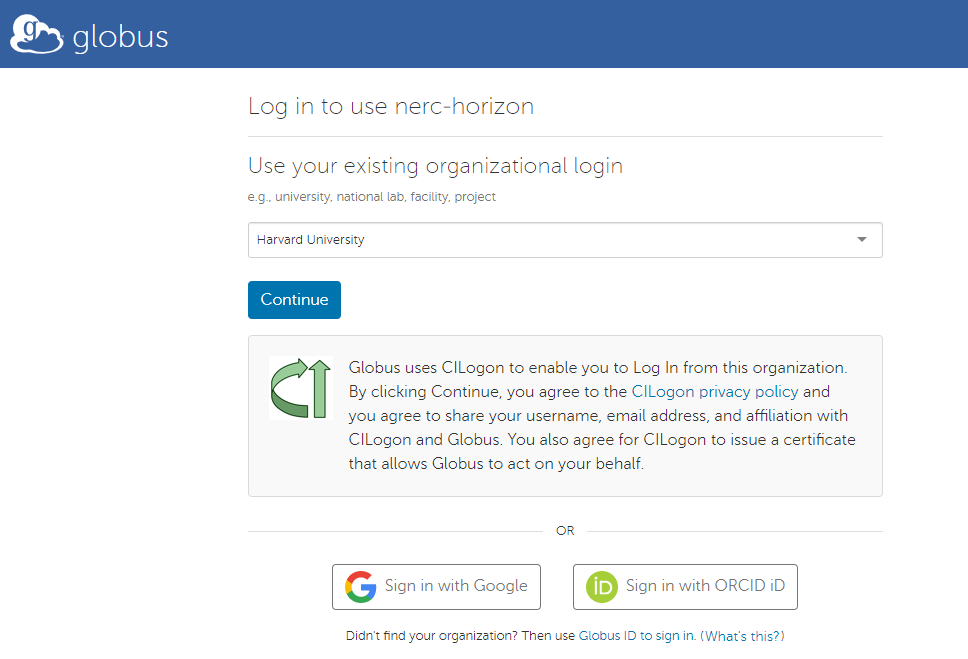 globus
Log in to use nerc-horizon
Use your existing organizational login
e.g., university, national lab, facility, project
Harvard University
Continue
Globus uses CILogon to enable you to Log In from this organization.
By clicking Continue, you agree to the CILogon privacy policy and
you agree to share your username, email address, and affiliation with
CILogon and Globus. You also agree for CILogon to issue a certificate
that allows Globus to act on your behalf.
OR
Sign in with Google
iD Sign in with ORCID iD
Didn't find your organization? Then use Globus ID to sign in. (What's this?)